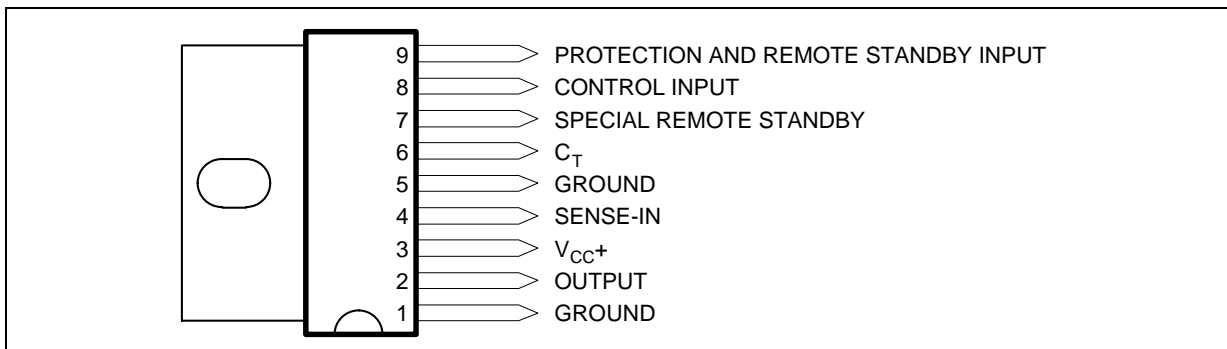 9 PROTECTION AND REMOTE STANDBY INPUT
8 CONTROL INPUT
7 SPECIAL REMOTE STANDBY
6 C_T
5 GROUND
4 SENSE-IN
3 V_CC+
2 OUTPUT
1 GROUND